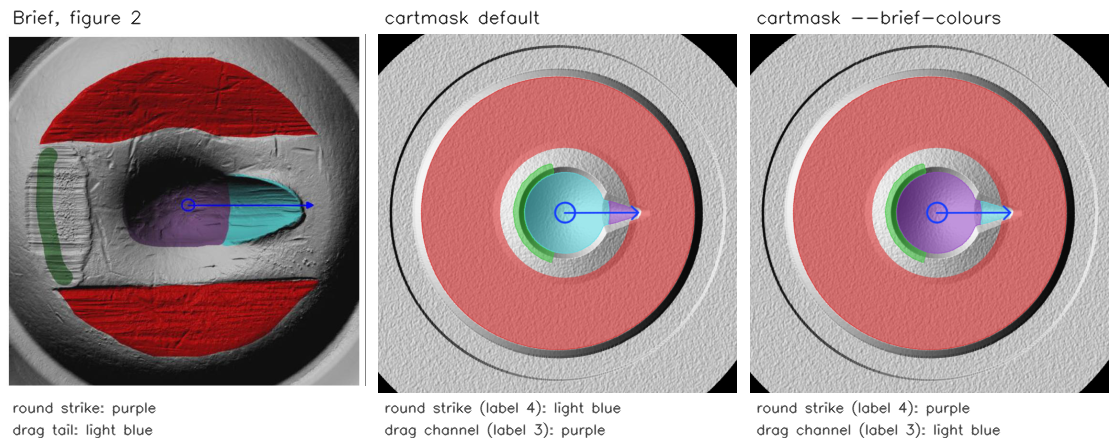 Brief, figure 2
cartmask default
cartmask --brief-colours
round strike: purple
drag tail: light blue
round strike (label 4): light blue
drag channel (label 3): purple
round strike (label 4): purple
drag channel (label 3): light blue